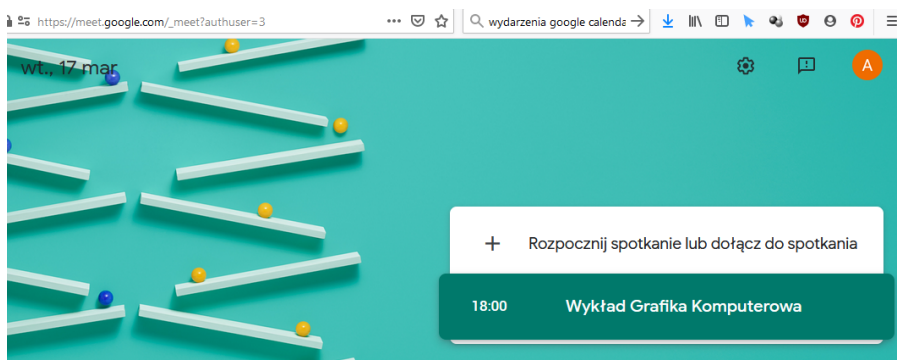 https://meet.google.com/_meet?authuser=3
wydarzenia google calenda
wt., 17 mar
A
+ Rozpocznij spotkanie lub dołącz do spotkania
18:00 Wykład Grafika Komputerowa